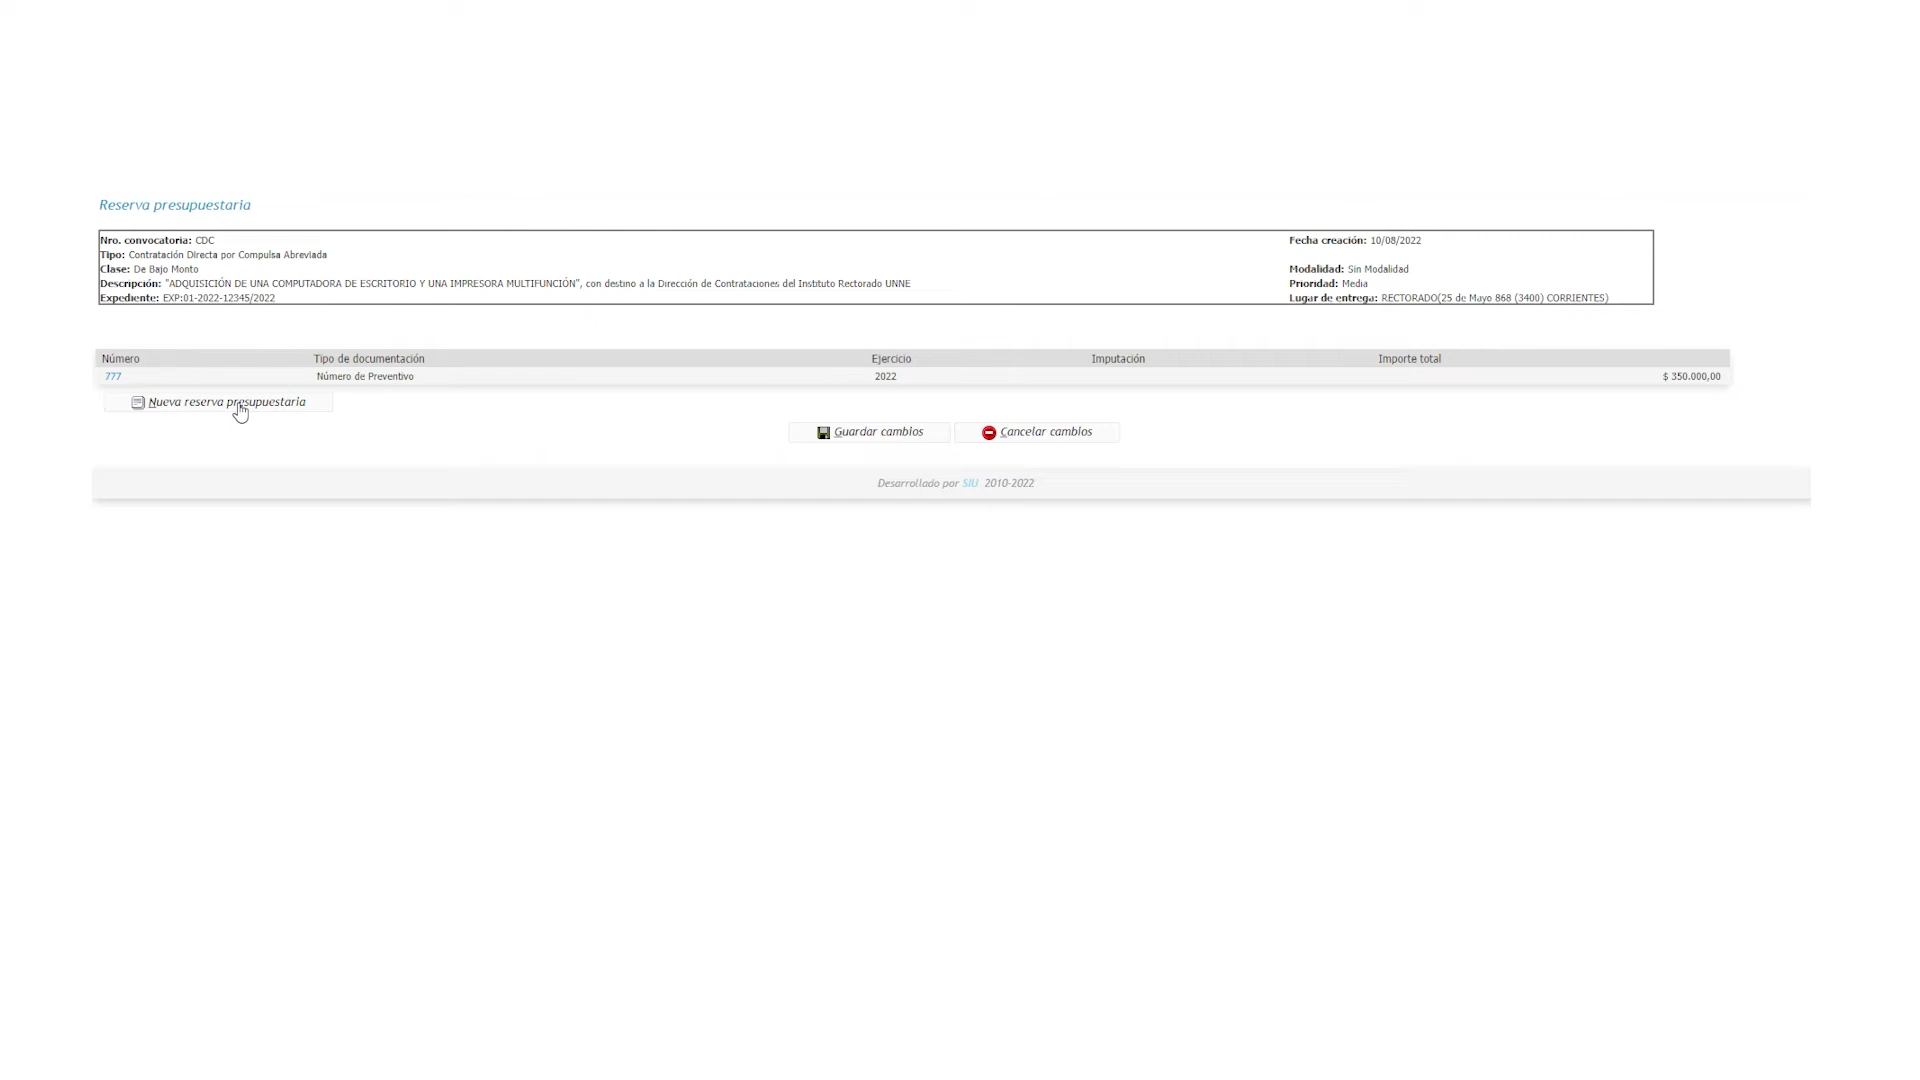 Reserva presupuestaria
Nro. convocatoria: CDC Fecha creación: 10/08/2022
Tipo: Contratación Directa por Compulsa Abreviada
Clase: De Bajo Monto Modalidad: Sin Modalidad
Descripción: "ADQUISICIÓN DE UNA COMPUTADORA DE ESCRITORIO Y UNA IMPRESORA MULTIFUNCIÓN", con destino a la Dirección de Contrataciones del Instituto Rectorado UNNE Prioridad: Media
Expediente: EXP:01-2022-12345/2022 Lugar de entrega: RECTORADO(25 de Mayo 868 (3400) CORRIENTES)
Número Tipo de documentación Ejercicio Imputación Importe total
777 Número de Preventivo 2022 $ 350.000,00
Nueva reserva presupuestaria
Guardar cambios Cancelar cambios
Desarrollado por SIU 2010-2022